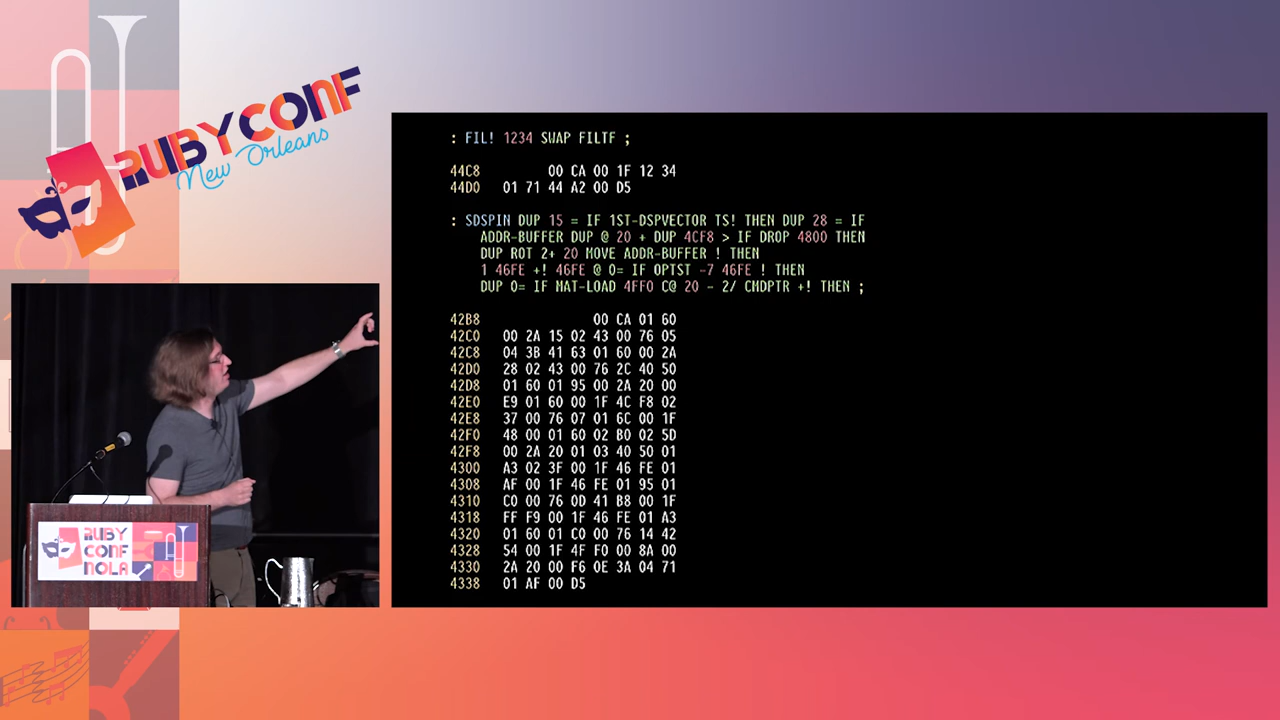 RUBYCONF
New Orleans
: FIL! 1234 SWAP FILTF ;
44C8 00 CA 00 1F 12 34
44D0 01 71 44 A2 00 D5
: SDSPIN DUP 15 = IF 1ST-DSPVECTOR TS! THEN DUP 28 = IF
ADDR-BUFFER DUP @ 20 + DUP 4CF8 > IF DROP 4800 THEN
DUP ROT 2+ 20 MOVE ADDR-BUFFER ! THEN
1 46FE +! 46FE @ 0= IF OPTST -7 46FE ! THEN
DUP 0= IF MAT-LOAD 4FF0 C@ 20 - 2/ CMDPTR +! THEN ;
42B8 00 CA 01 60
42C0 00 2A 15 02 43 00 76 05
42C8 04 3B 41 63 01 60 00 2A
42D0 28 02 43 00 76 2C 40 50
42D8 01 60 01 95 00 2A 20 00
42E0 E9 01 60 00 1F 4C F8 02
42E8 37 00 76 07 01 6C 00 1F
42F0 48 00 01 60 02 B0 02 5D
42F8 00 2A 20 01 03 40 50 01
4300 A3 02 3F 00 1F 46 FE 01
4308 AF 00 1F 46 FE 01 95 01
4310 C0 00 76 0D 41 B8 00 1F
4318 FF F9 00 1F 46 FE 01 A3
4320 01 60 01 C0 00 76 14 42
4328 54 00 1F 4F F0 00 8A 00
4330 2A 20 00 F6 0E 3A 04 71
4338 01 AF 00 D5
RUBY
CONF
NOLA